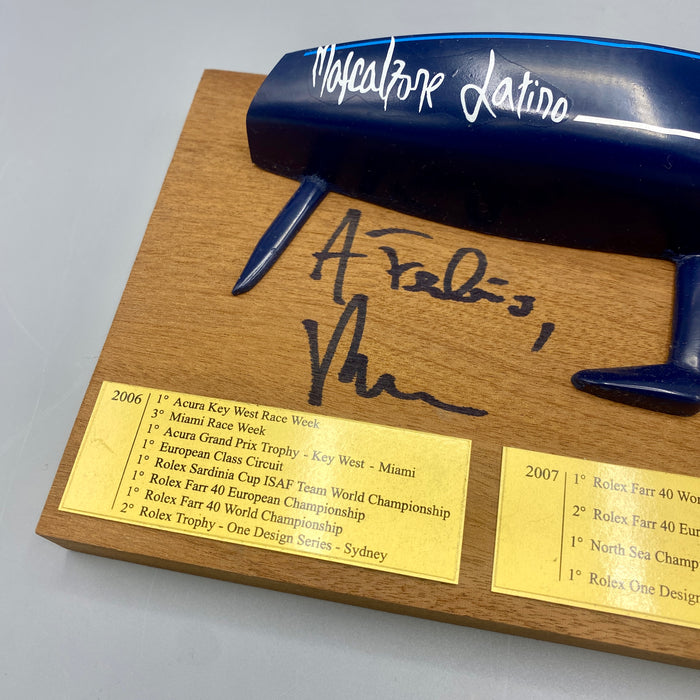 Mascalzone Latino
A
2006
1° Acura Key West Race Week
3° Miami Race Week
1° Acura Grand Prix Trophy - Key West - Miami
1° European Class Circuit
1° Rolex Sardinia Cup ISAF Team World Championship
1° Rolex Farr 40 European Championship
1° Rolex Farr 40 World Championship
2° Rolex Trophy - One Design Series - Sydney
2007
1° Rolex Farr 40 Wo
2° Rolex Farr 40 Eur
1° North Sea Champ
1° Rolex One Design